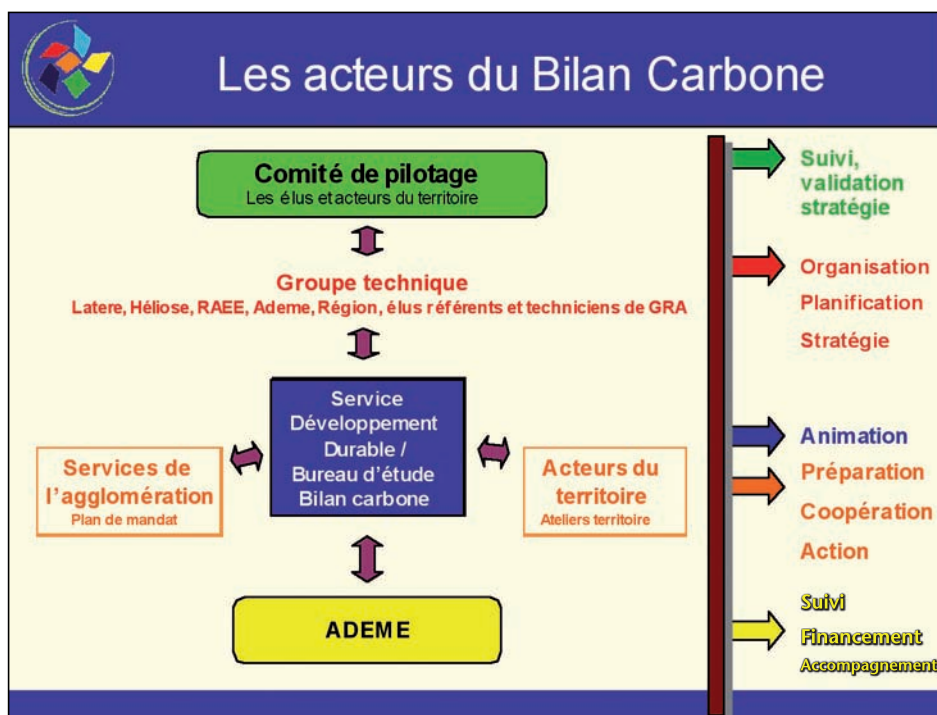 Les acteurs du Bilan Carbone
Comité de pilotage
Les élus et acteurs du territoire
Groupe technique
Latere, Héliose, RAEE, Ademe, Région, élus référents et techniciens de GRA
Service
Développement
Durable /
Bureau d'étude
Bilan carbone
Services de
l'agglomération
Plan de mandat
Acteurs du
territoire
Ateliers territoire
ADEME
Suivi,
validation
stratégie
Organisation
Planification
Stratégie
Animation
Préparation
Coopération
Action
Suivi
Financement
Accompagnement